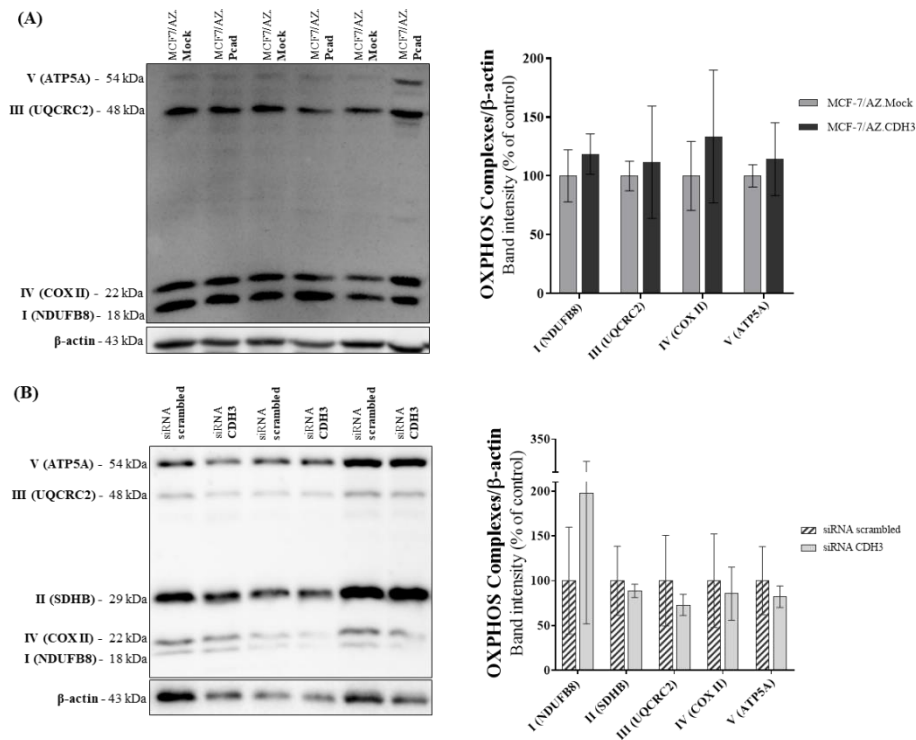 (A)
MCF7/AZ. Mock
MCF7/AZ. Pcad
MCF7/AZ. Mock
MCF7/AZ. Pcad
MCF7/AZ. Mock
MCF7/AZ. Pcad
V (ATP5A) - 54 kDa
III (UQCRC2) - 48 kDa
IV (COX II) - 22 kDa
I (NDUFB8) - 18 kDa
β-actin - 43 kDa
OXPHOS Complexes/β-actin
Band intensity (% of control)
200
150
100
50
0
I (NDUFB8)
III (UQCRC2)
IV (COX II)
V (ATP5A)
MCF-7/AZ.Mock
MCF-7/AZ.CDH3
(B)
siRNA scrambled
siRNA CDH3
siRNA scrambled
siRNA CDH3
siRNA scrambled
siRNA CDH3
V (ATP5A) - 54 kDa
III (UQCRC2) - 48 kDa
II (SDHB) - 29 kDa
IV (COX II) - 22 kDa
I (NDUFB8) - 18 kDa
β-actin - 43 kDa
OXPHOS Complexes/β-actin
Band intensity (% of control)
350
200
150
100
50
0
I (NDUFB8)
II (SDHB)
III (UQCRC2)
IV (COX II)
V (ATP5A)
siRNA scrambled
siRNA CDH3